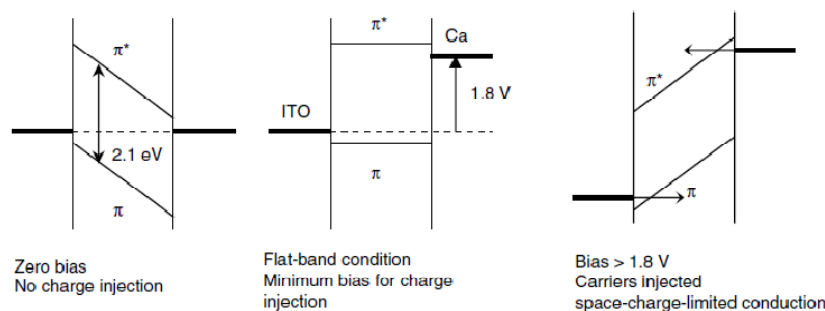 π*
2.1 eV
π
Zero bias
No charge injection
π*
Ca
ITO
1.8 V
π
Flat-band condition
Minimum bias for charge
injection
π*
π
Bias > 1.8 V
Carriers injected
space-charge-limited conduction